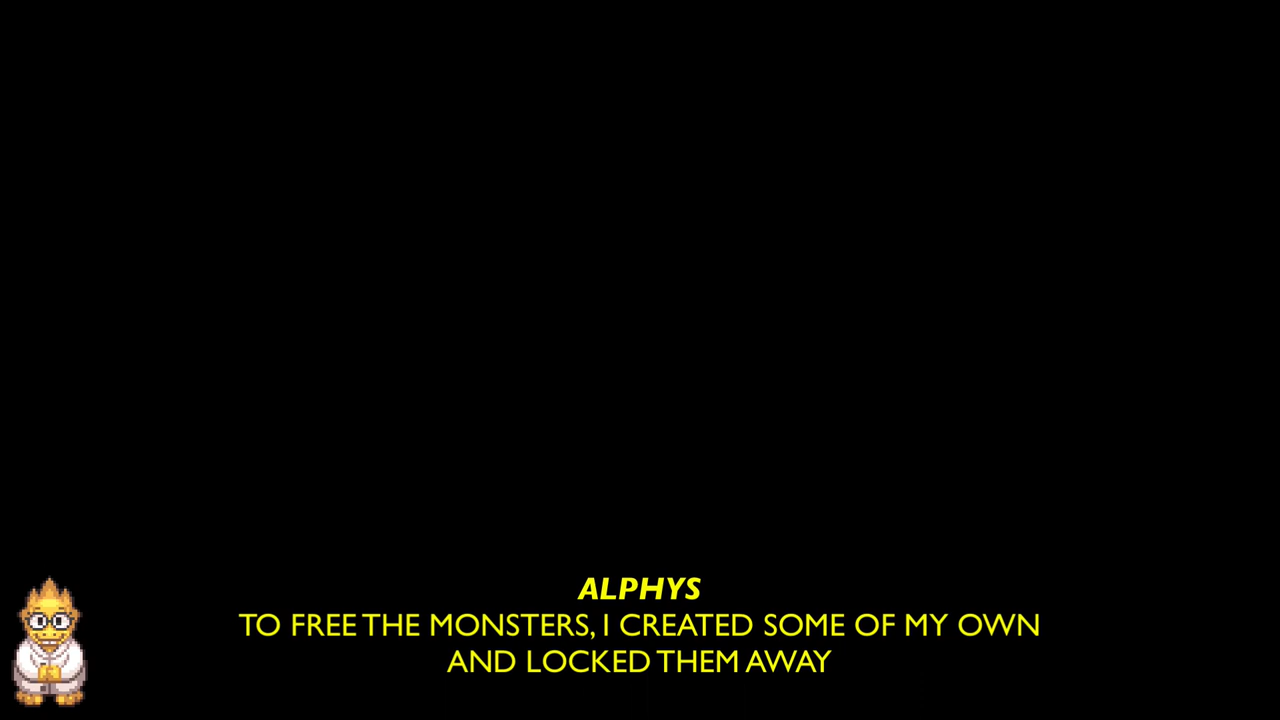 ALPHYS
TO FREE THE MONSTERS, I CREATED SOME OF MY OWN
AND LOCKED THEM AWAY